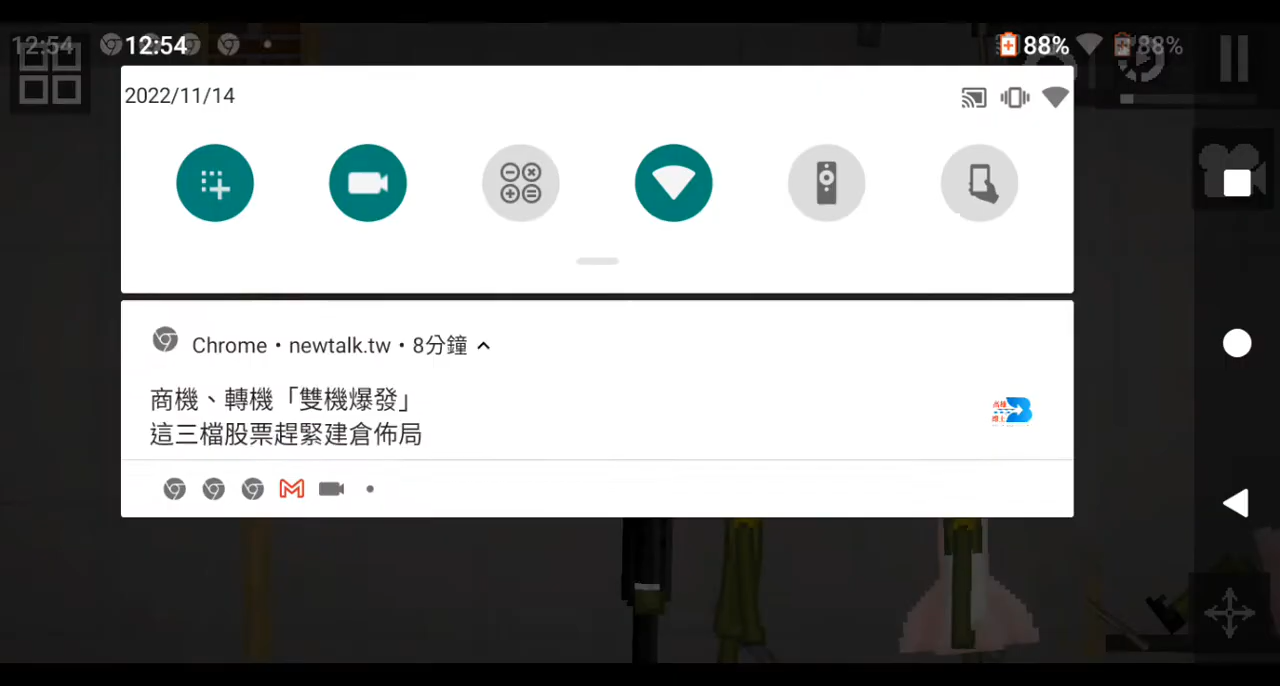 12:54
12:54
88%
88%
2022/11/14
Chrome • newtalk.tw • 8分鐘
商機、轉機「雙機爆發」
這三檔股票趕緊建倉佈局